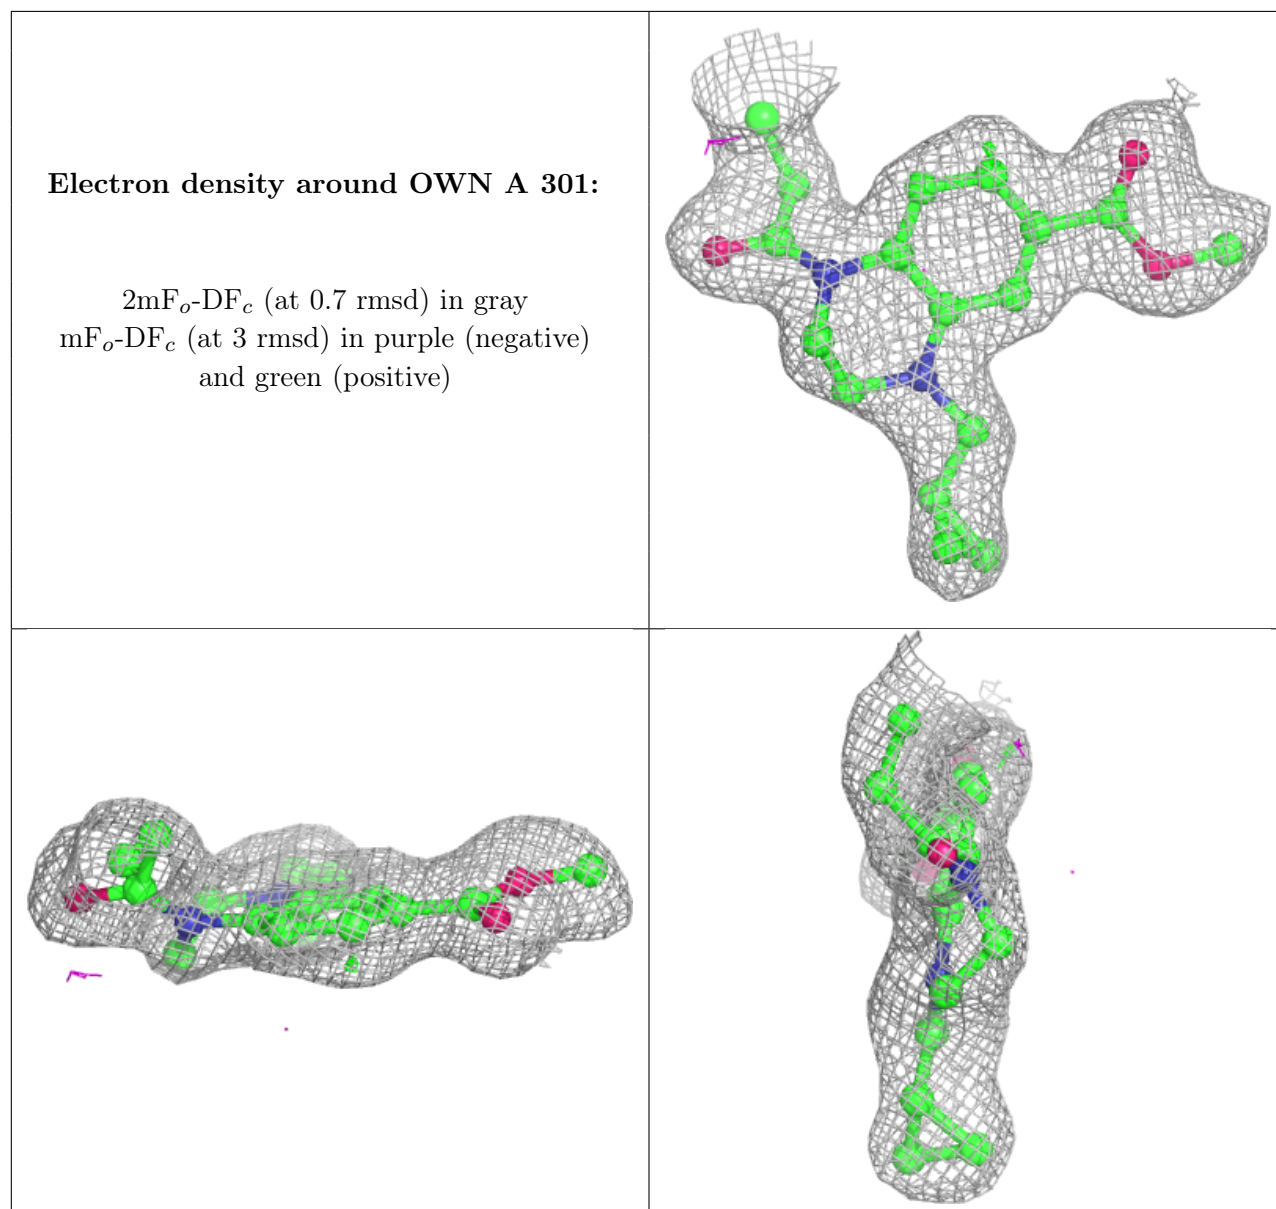 Electron density around OWN A 301:
2mFo-DFc (at 0.7 rmsd) in gray
mFo-DFc (at 3 rmsd) in purple (negative)
and green (positive)